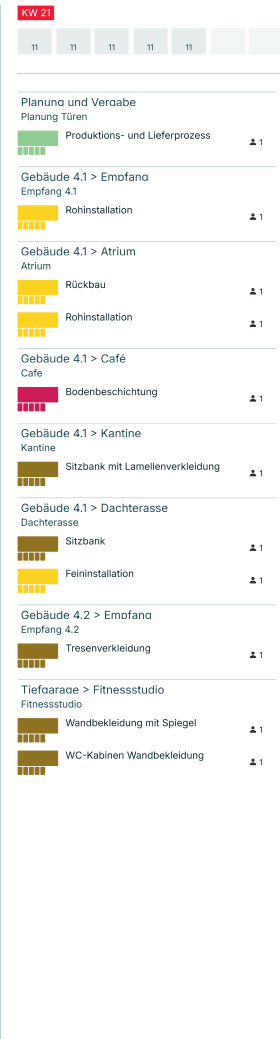 KW 21
11 11 11 11 11
Planung und Vergabe
Planung Türen
Produktions- und Lieferprozess
1
Gebäude 4.1 > Empfang
Empfang 4.1
Rohinstallation
1
Gebäude 4.1 > Atrium
Atrium
Rückbau
1
Rohinstallation
1
Gebäude 4.1 > Café
Cafe
Bodenbeschichtung
1
Gebäude 4.1 > Kantine
Kantine
Sitzbank mit Lamellenverkleidung
1
Gebäude 4.1 > Dachterasse
Dachterasse
Sitzbank
1
Feininstallation
1
Gebäude 4.2 > Empfang
Empfang 4.2
Tresenverkleidung
1
Tiefgarage > Fitnessstudio
Fitnessstudio
Wandbekleidung mit Spiegel
1
WC-Kabinen Wandbekleidung
1